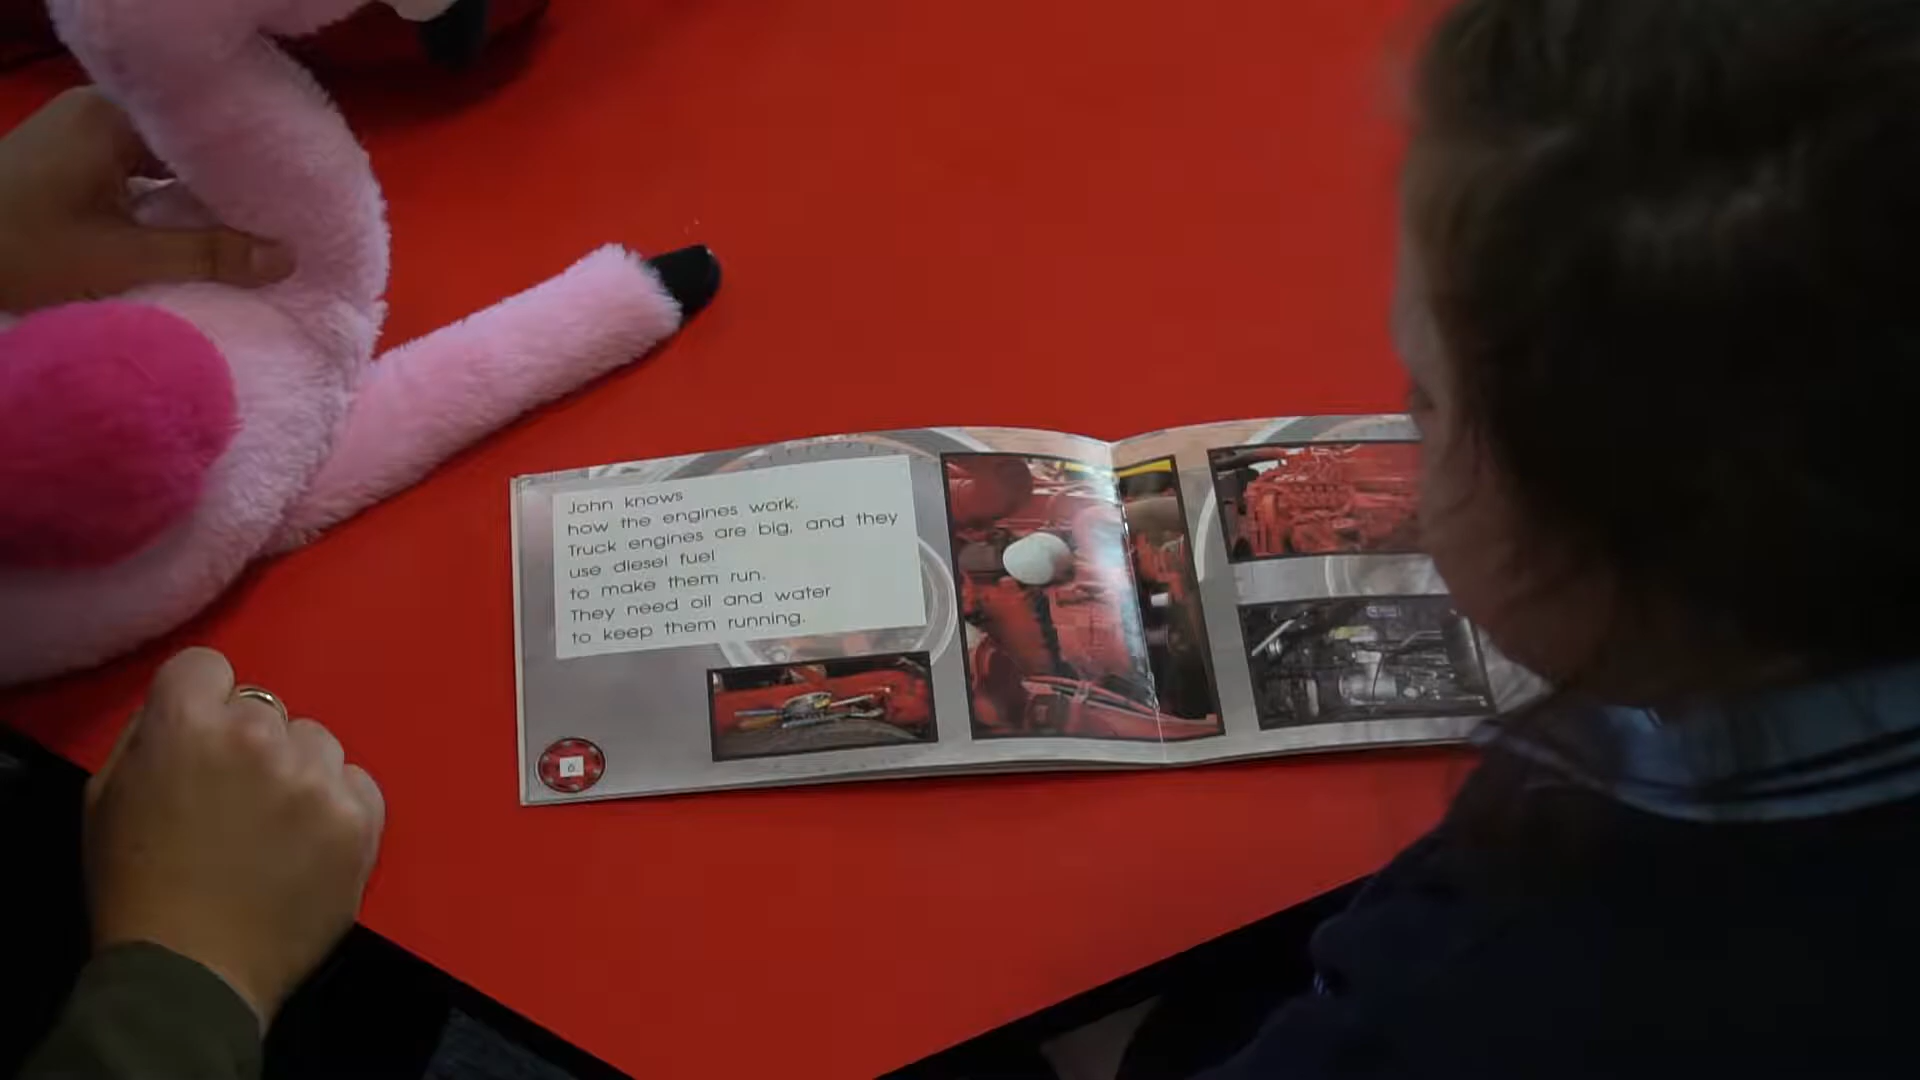 John knows
how the engines work.
Truck engines are big, and they
use diesel fuel
to make them run.
They need oil and water
to keep them running.
6